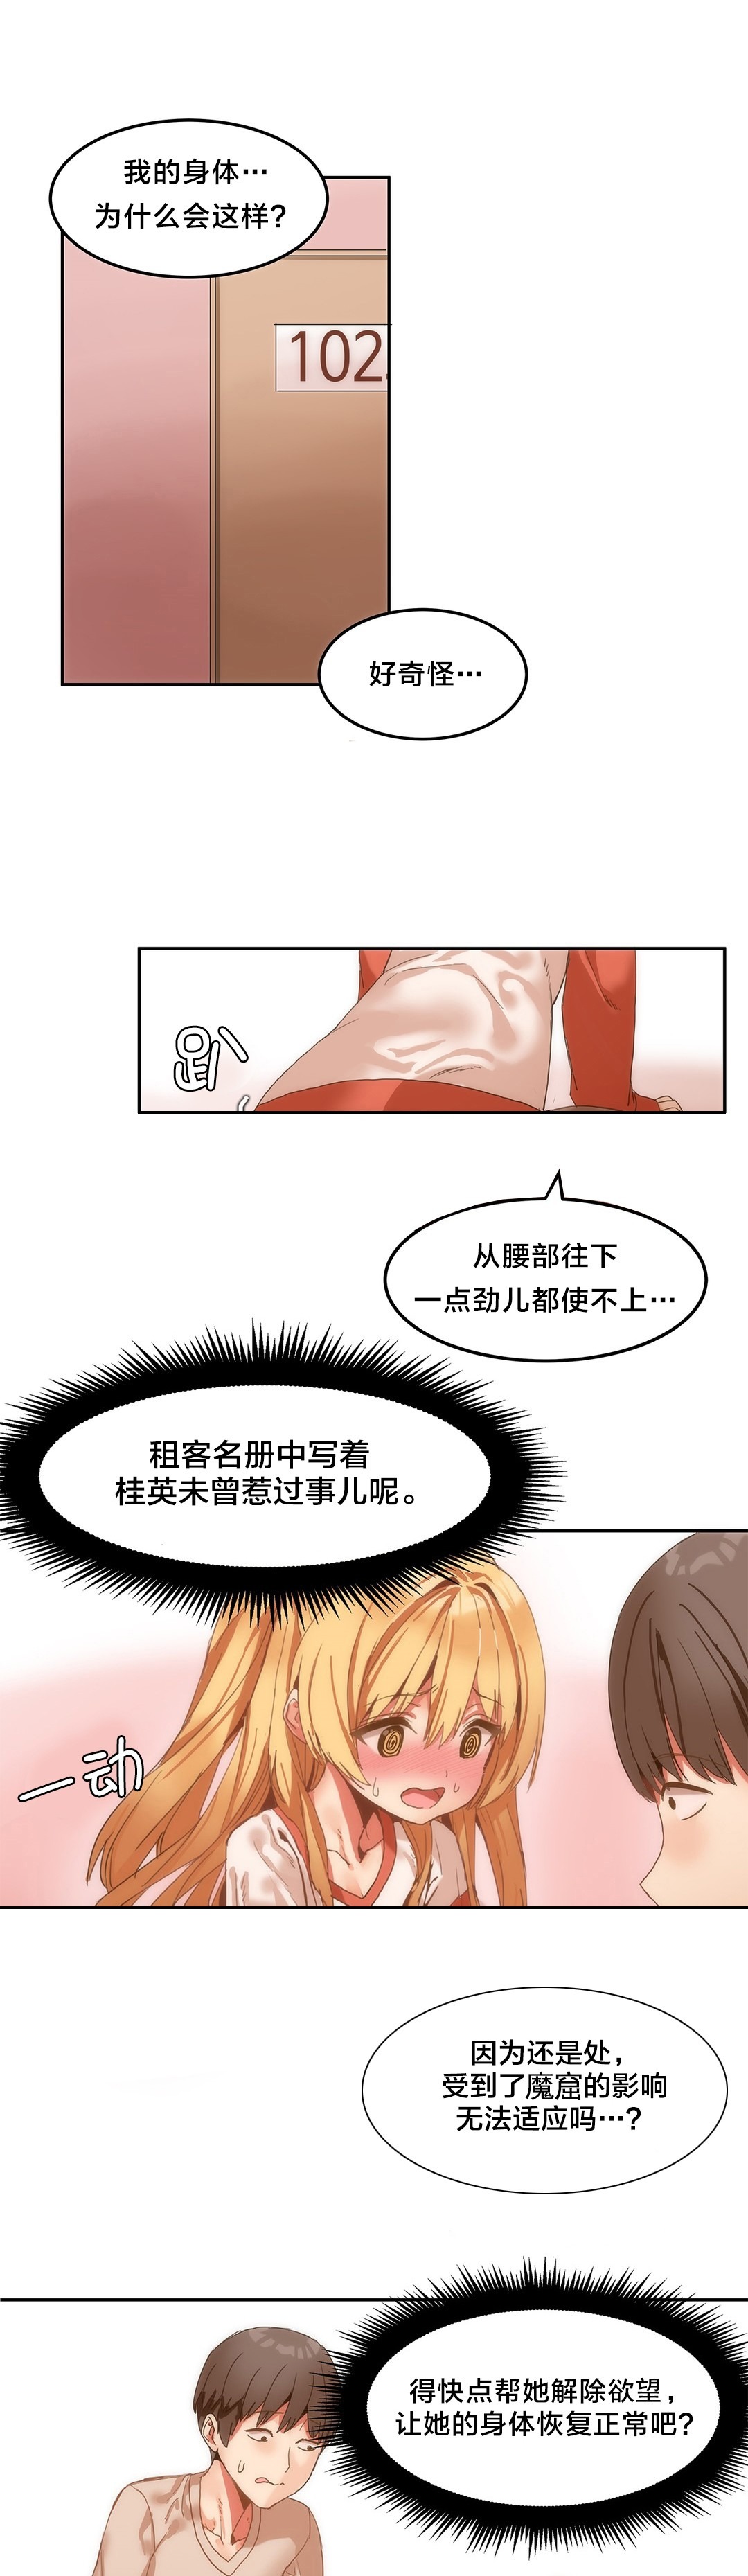 我的身体…
为什么会这样?
102
好奇怪…
趴
从腰部往下
一点劲儿都使不上…
租客名册中写着
桂英未曾惹过事儿呢。
一动
因为还是处，
受到了魔窟的影响
无法适应吗…?
得快点帮她解除欲望，
让她的身体恢复正常吧?